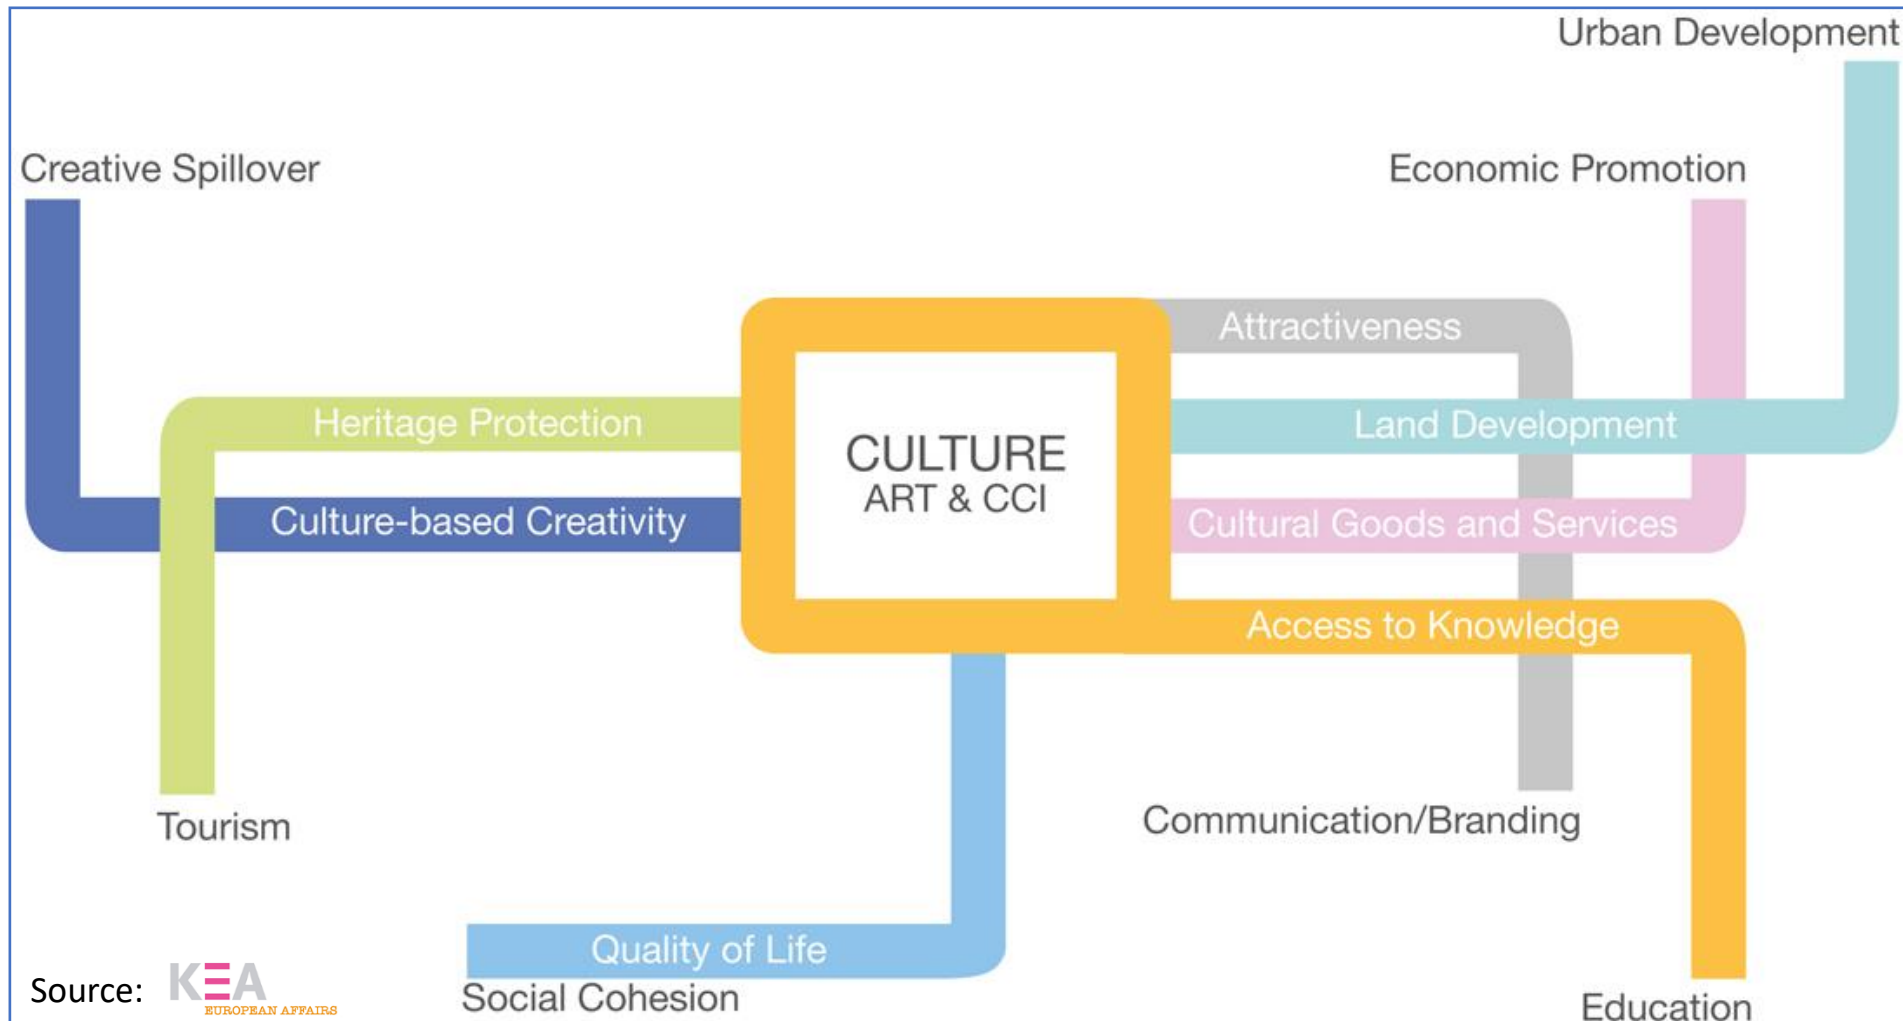 Urban Development
Creative Spillover
Economic Promotion
Attractiveness
Heritage Protection
Land Development
CULTURE
ART & CCI
Culture-based Creativity
Cultural Goods and Services
Access to Knowledge
Tourism
Communication/Branding
Quality of Life
Social Cohesion
Education
Source:
KEA
EUROPEAN AFFAIRS